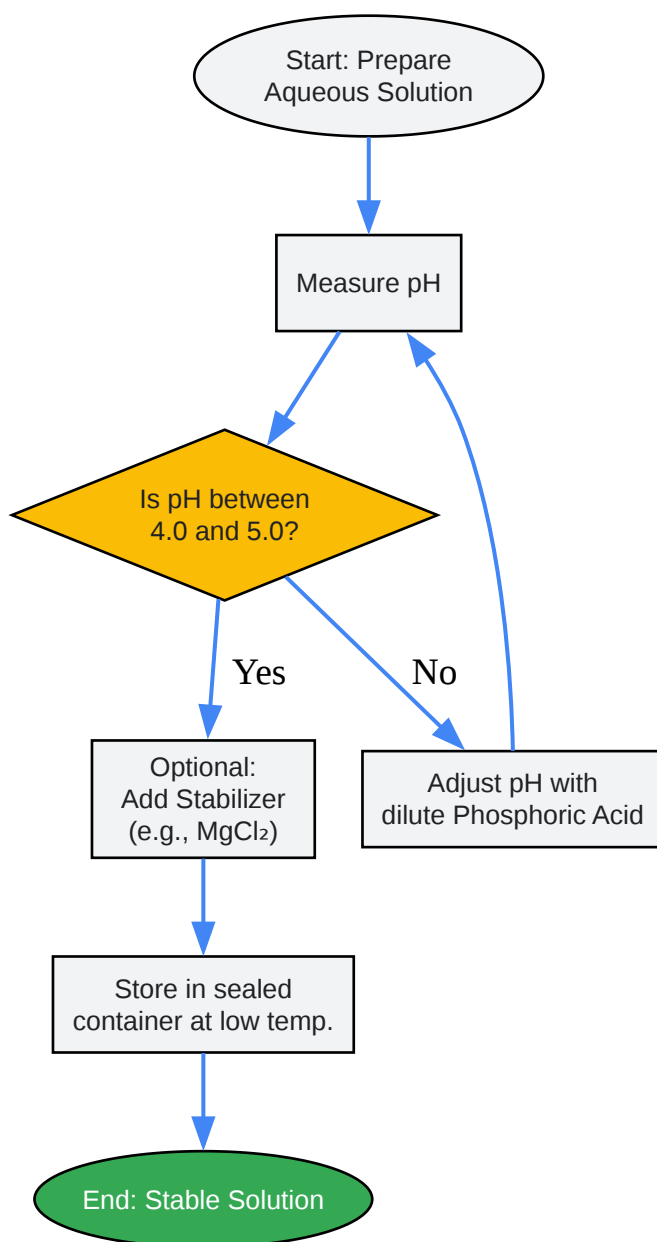 Start: Prepare
Aqueous Solution
Measure pH
Is pH between
4.0 and 5.0?
Yes
No
Optional:
Add Stabilizer
(e.g., MgCl₂)
Adjust pH with
dilute Phosphoric Acid
Store in sealed
container at low temp.
End: Stable Solution